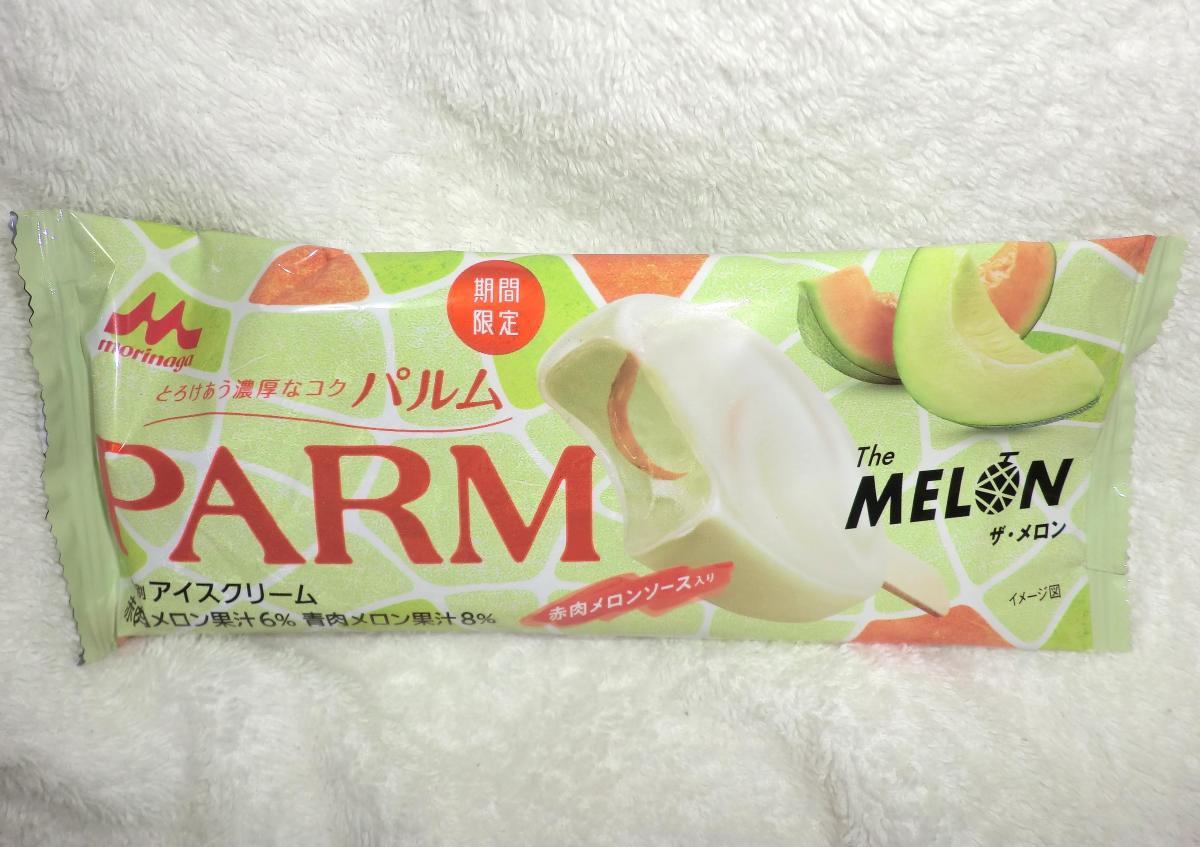 morinaga
期間
限定
とろけあう濃厚なコク パルム
PARM
The
MELON
ザ・メロン
別 アイスクリーム
赤肉メロン果汁6% 青肉メロン果汁8%
赤肉メロンソース入り
イメージ図